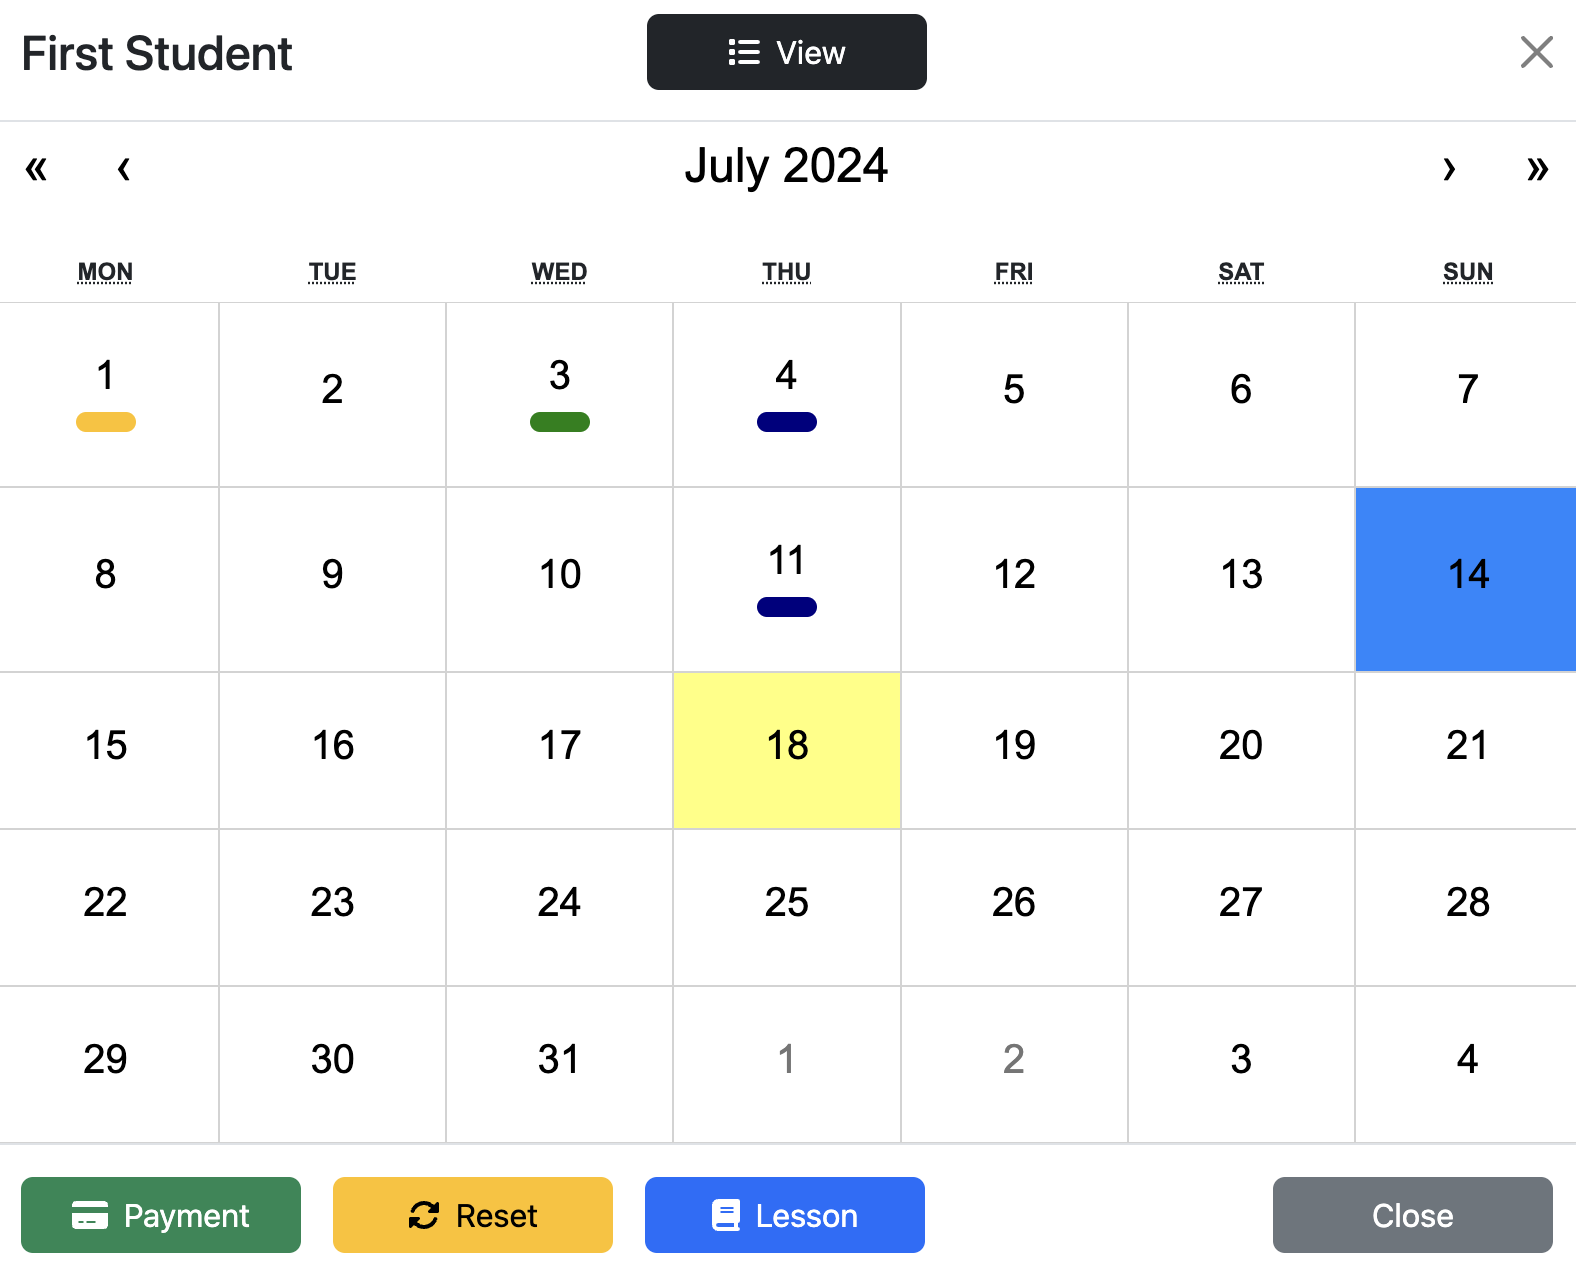 First Student
View
« ‹ July 2024 › »
MON TUE WED THU FRI SAT SUN
1 2 3 4 5 6 7
8 9 10 11 12 13 14
15 16 17 18 19 20 21
22 23 24 25 26 27 28
29 30 31 1 2 3 4
Payment Reset Lesson Close